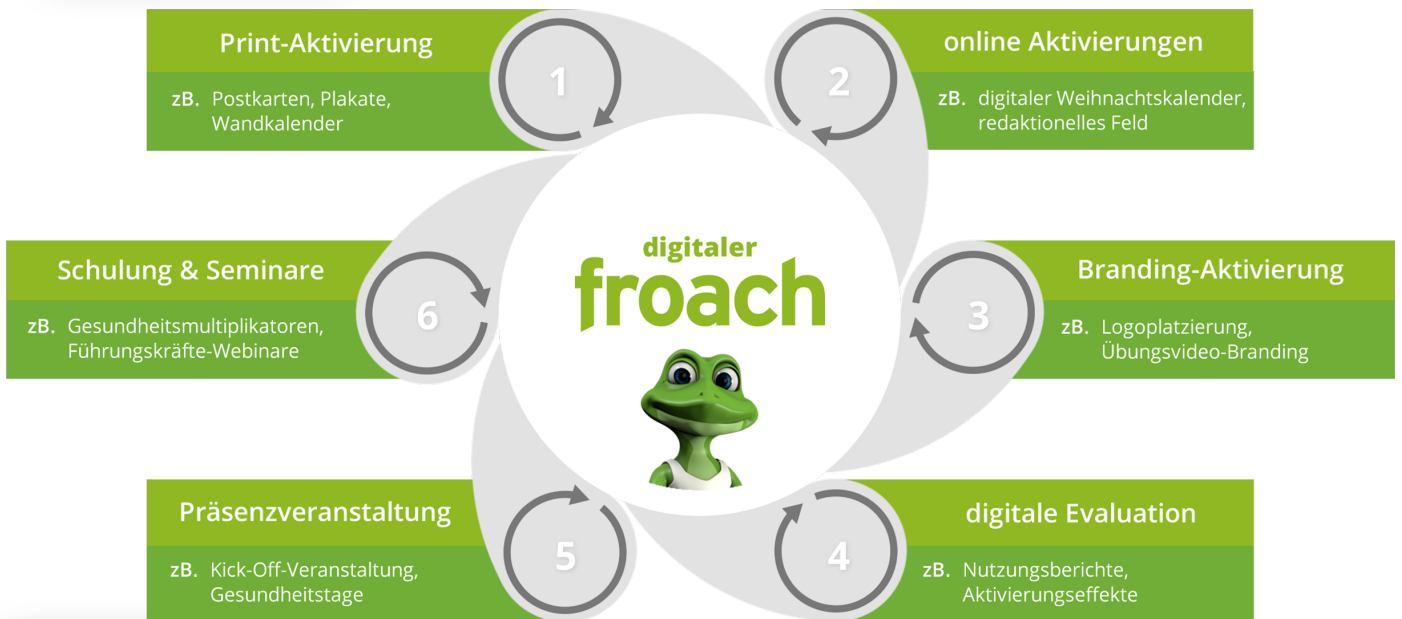 Print-Aktivierung
zB. Postkarten, Plakate,
Wandkalender
1
2
online Aktivierungen
zB. digitaler Weihnachtskalender,
redaktionelles Feld
digitaler
froach
Schulung & Seminare
zB. Gesundheitsmultiplikatoren,
Führungskräfte-Webinare
6
3
Branding-Aktivierung
zB. Logoplatzierung,
Übungsvideo-Branding
Präsenzveranstaltung
zB. Kick-Off-Veranstaltung,
Gesundheitstage
5
4
digitale Evaluation
zB. Nutzungsberichte,
Aktivierungseffekte